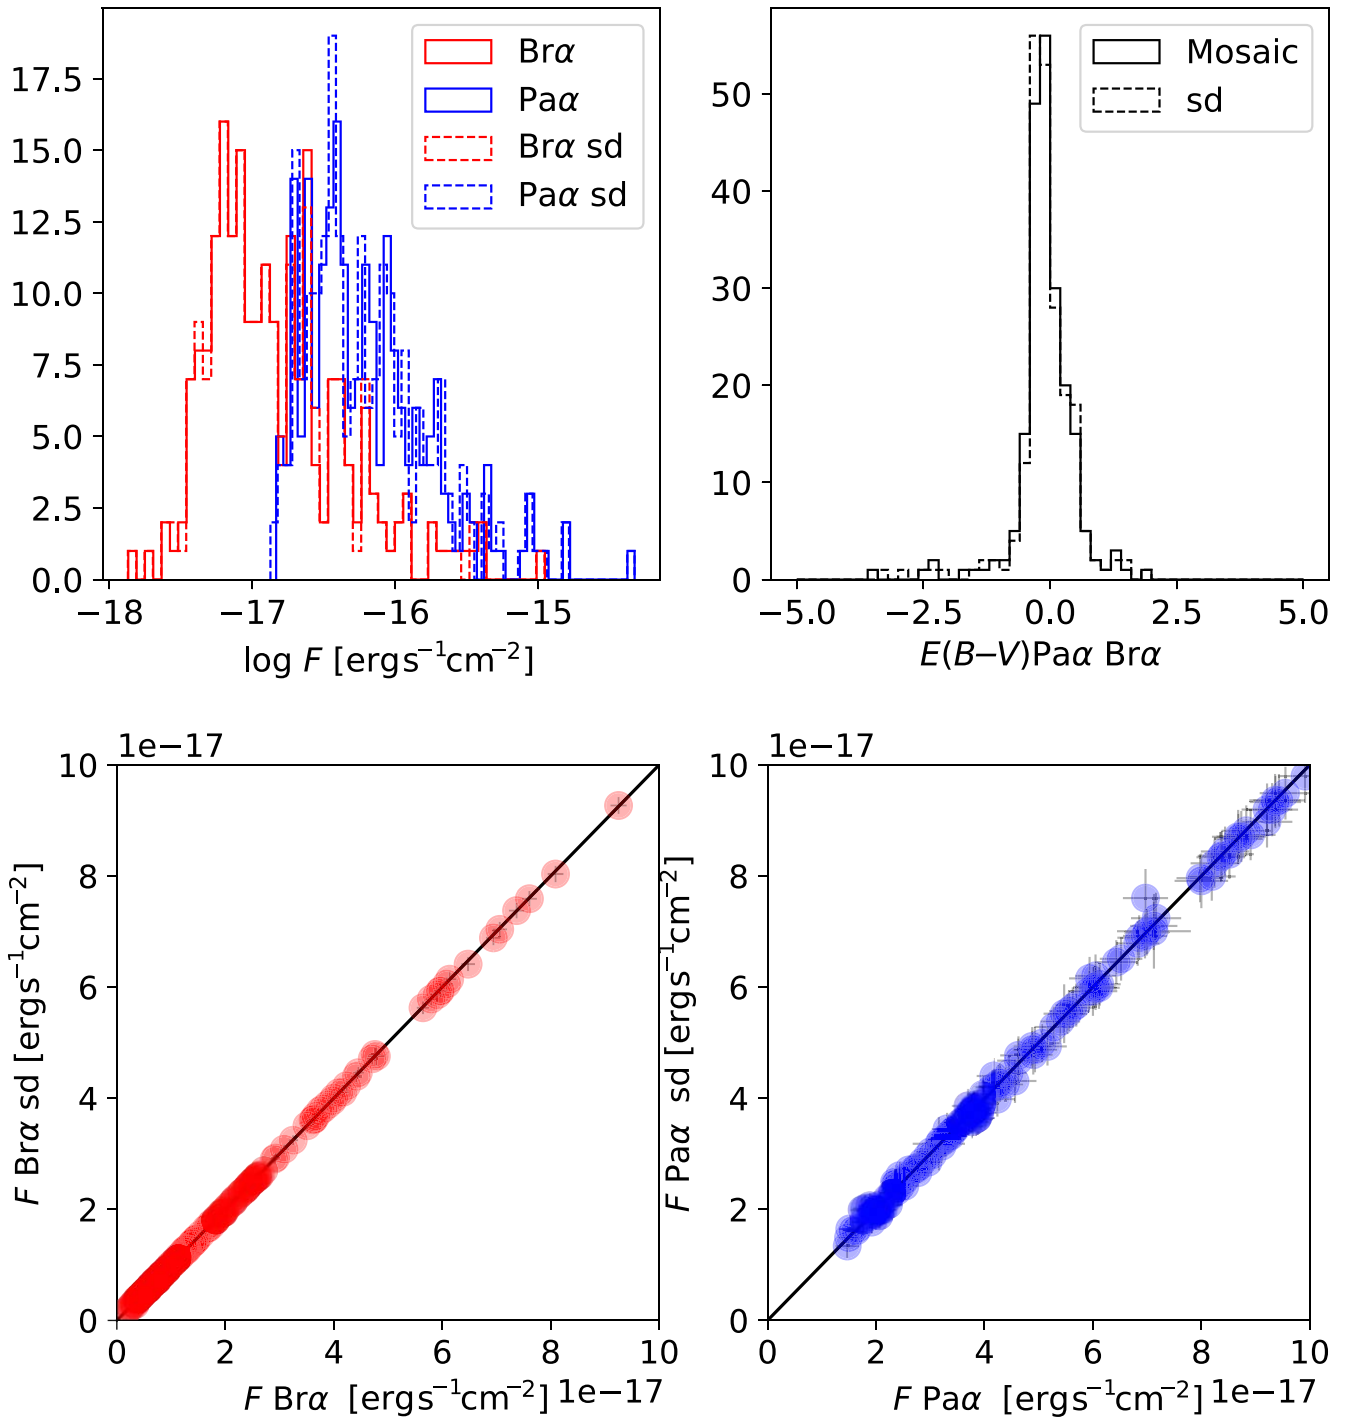 17.5
15.0
12.5
10.0
7.5
5.0
2.5
0.0
−18 −17 −16 −15
log F [ergs⁻¹cm⁻²]
Brα
Paα
Brα sd
Paα sd
50
40
30
20
10
0
−5.0 −2.5 0.0 2.5 5.0
E(B−V)Paα Brα
Mosaic
sd
1e−17
10
8
6
4
2
0
0 2 4 6 8 10
F Brα sd [ergs⁻¹cm⁻²]
F Brα [ergs⁻¹cm⁻²] 1e−17
1e−17
10
8
6
4
2
0
0 2 4 6 8 10
F Paα sd [ergs⁻¹cm⁻²]
F Paα [ergs⁻¹cm⁻²] 1e−17